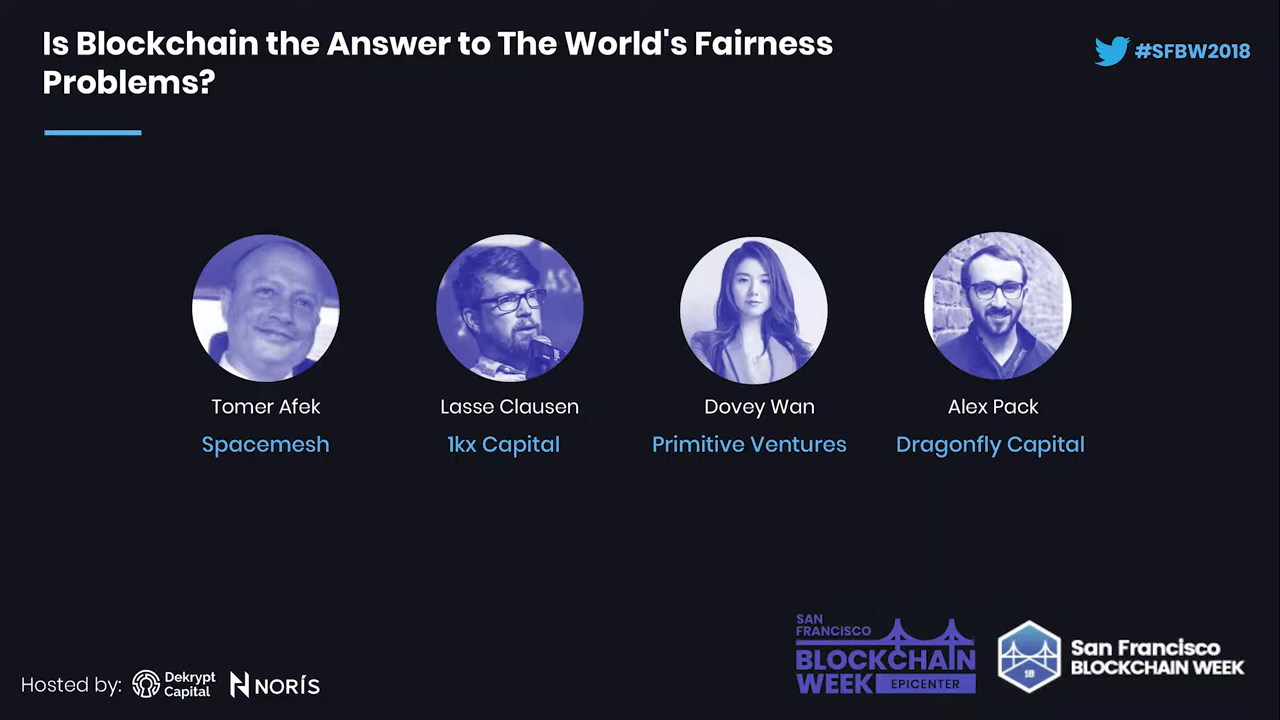 Is Blockchain the Answer to The World's Fairness
Problems?
#SFBW2018
Tomer Afek
Spacemesh
Lasse Clausen
1kx Capital
Dovey Wan
Primitive Ventures
Alex Pack
Dragonfly Capital
Hosted by:
Dekrypt
Capital
NORÍS
SAN
FRANCISCO
BLOCKCHAIN
WEEK EPICENTER
18
San Francisco
BLOCKCHAIN WEEK